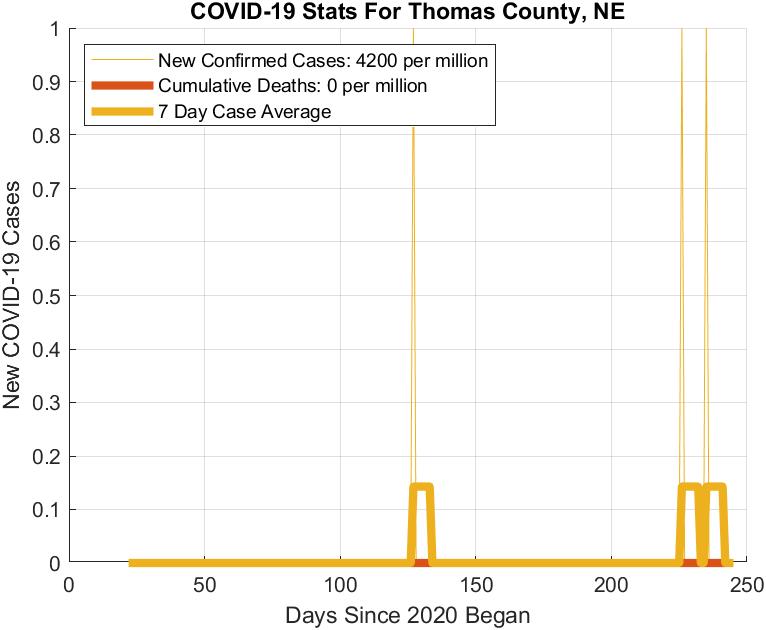 COVID-19 Stats For Thomas County, NE
New Confirmed Cases: 4200 per million
Cumulative Deaths: 0 per million
7 Day Case Average
New COVID-19 Cases
1
0.9
0.8
0.7
0.6
0.5
0.4
0.3
0.2
0.1
0
0 50 100 150 200 250
Days Since 2020 Began